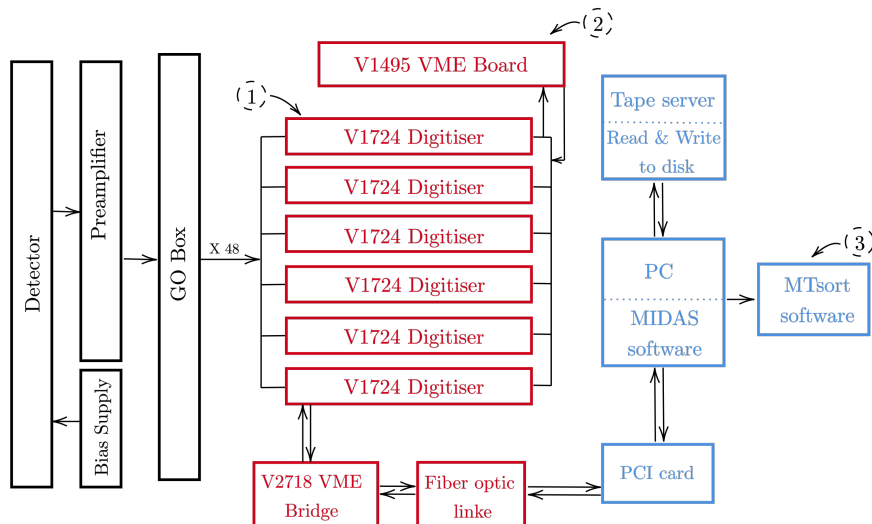 Detector
Preamplifier
Bias Supply
GO Box
X 48
1
V1724 Digitiser
V1724 Digitiser
V1724 Digitiser
V1724 Digitiser
V1724 Digitiser
V1724 Digitiser
2
V1495 VME Board
V2718 VME
Bridge
Fiber optic
linke
PCI card
Tape server
Read & Write
to disk
PC
MIDAS
software
3
MTsort
software